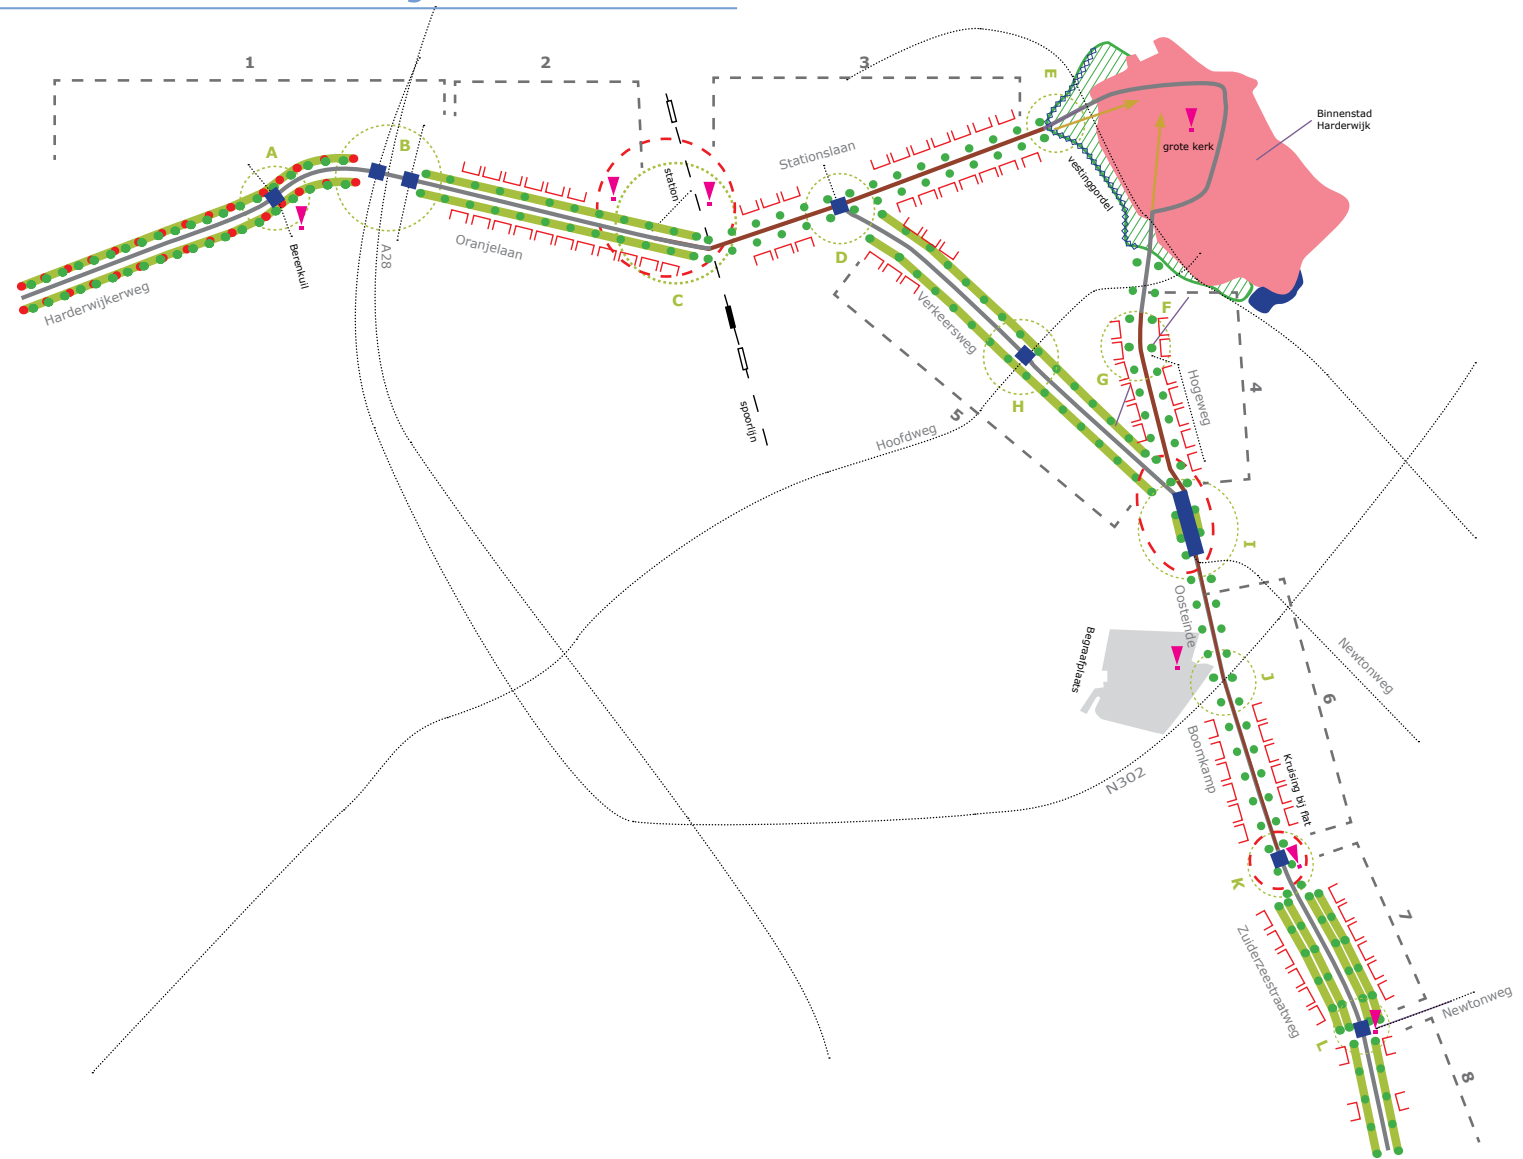 1
2
3
E
A
B
Stationslaan
station
grote kerk
Binnenstad
Harderwijk
vestinggordel
Harderwijkerweg
Berenkuil
A28
Oranjelaan
C
D
Verkeersweg
F
G
H
Hogeweg
4
5
Hoofdweg
spoorlijn
I
Oosteinde
Begraafplaats
J
Newtonweg
6
Boomkamp
N302
Kruising bij flat
K
7
Zuiderzeestraatweg
Newtonweg
L
8